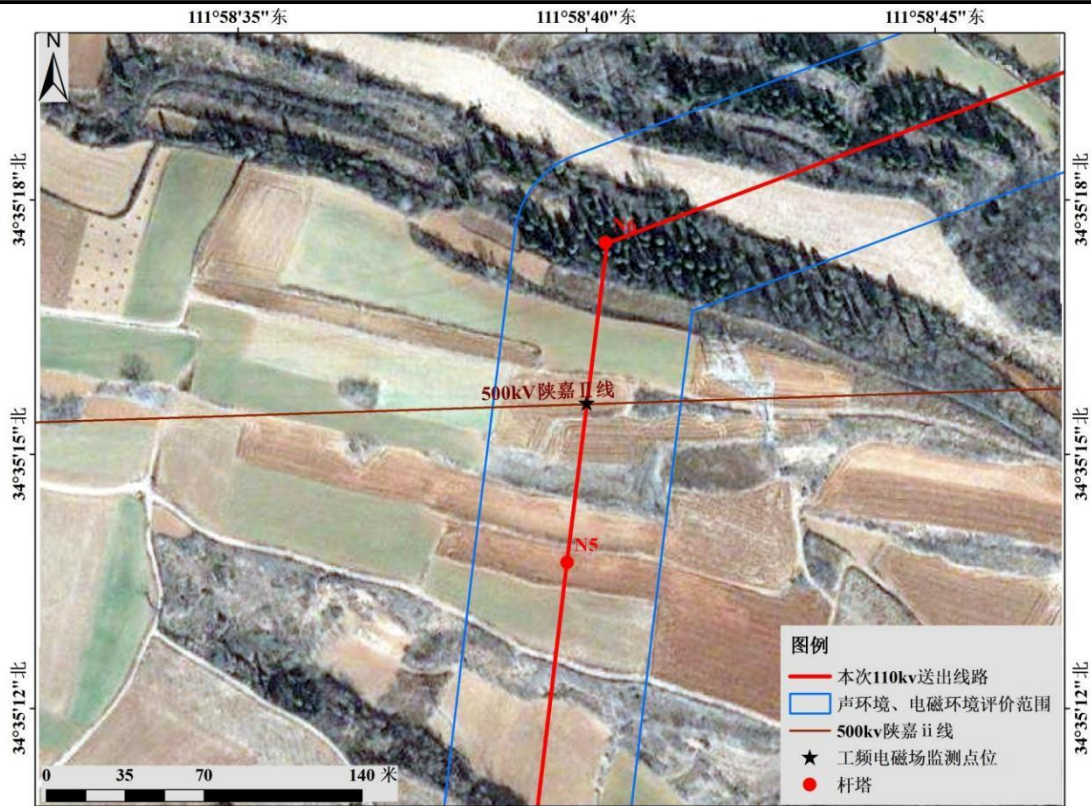 111°58'35"东
111°58'40"东
111°58'45"东
N
34°35'18"北
34°35'18"北
N6
500kV陕嘉Ⅱ线
34°35'15"北
34°35'15"北
N5
34°35'12"北
34°35'12"北
图例
本次110kv送出线路
声环境、电磁环境评价范围
500kv陕嘉ii线
工频电磁场监测点位
杆塔
0 35 70 140 米